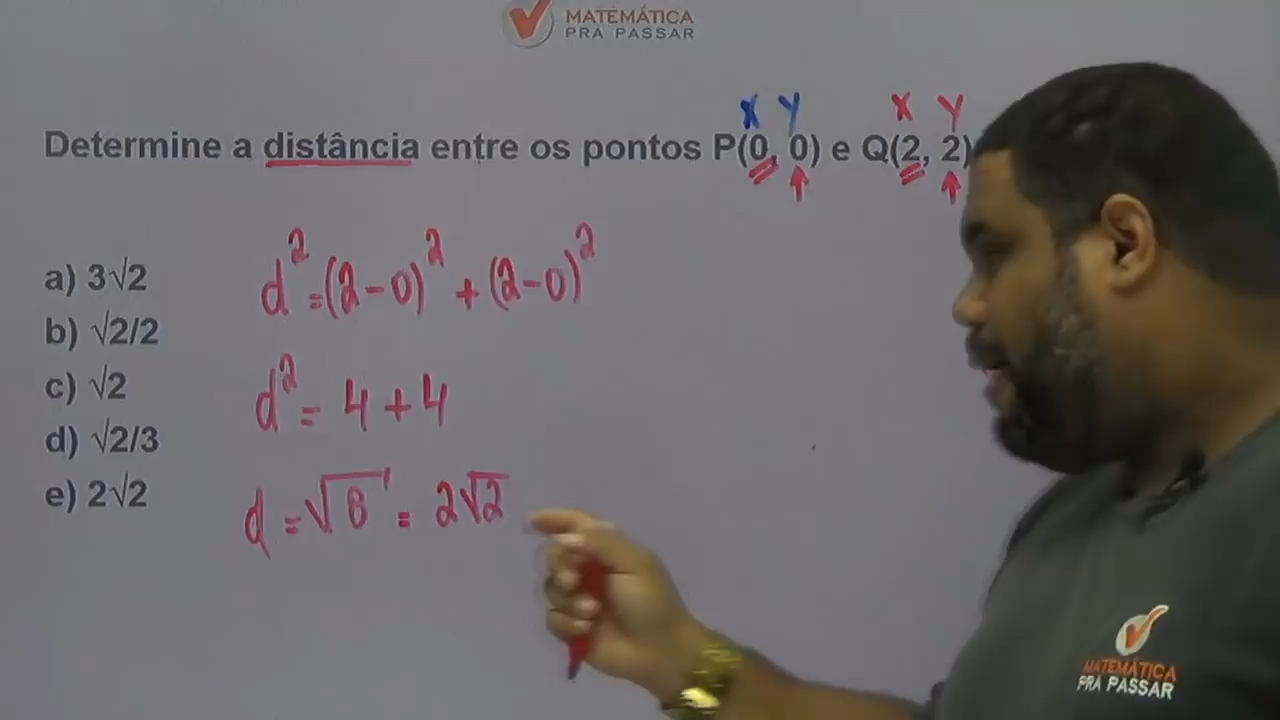 MATEMÁTICA
PRA PASSAR
X Y X Y
Determine a distância entre os pontos P(0, 0) e Q(2, 2)
a) 3√2
b) √2/2
c) √2
d) √2/3
e) 2√2
d² = (2-0)² + (2-0)²
d² = 4 + 4
d = √8 = 2√2
MATEMÁTICA
PRA PASSAR